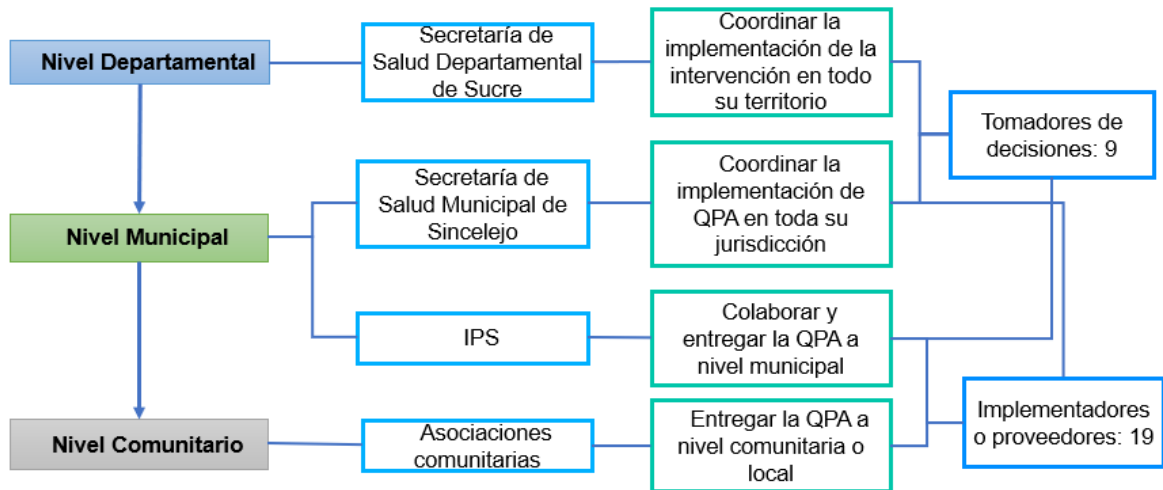 Nivel Departamental
Secretaría de
Salud Departamental
de Sucre
Coordinar la
implementación de la
intervención en todo
su territorio
Tomadores de
decisiones: 9
Nivel Municipal
Secretaría de
Salud Municipal de
Sincelejo
Coordinar la
implementación de
QPA en toda su
jurisdicción
IPS
Colaborar y
entregar la QPA a
nivel municipal
Implementadores
o proveedores: 19
Nivel Comunitario
Asociaciones
comunitarias
Entregar la QPA a
nivel comunitaria o
local